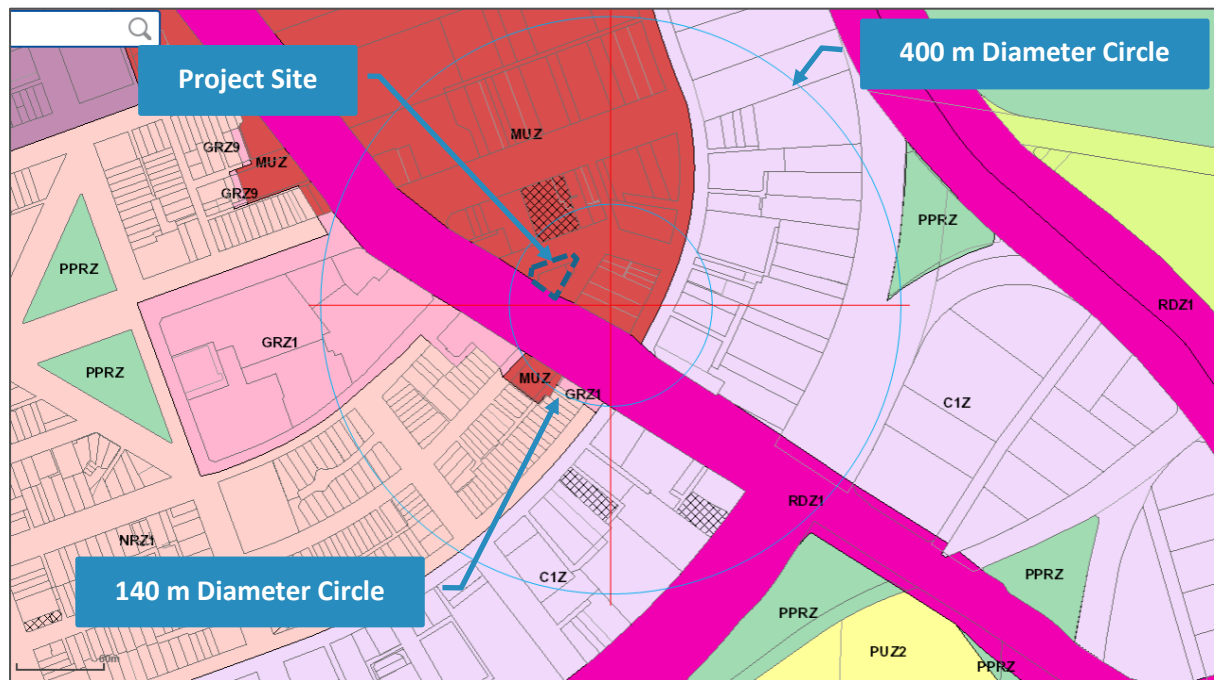 400 m Diameter Circle
Project Site
MUZ
GRZ9
MUZ
GRZ9
PPRZ
PPRZ
RDZ1
GRZ1
PPRZ
MUZ
GRZ1
C1Z
RDZ1
NRZ1
C1Z
140 m Diameter Circle
PPRZ
PPRZ
PUZ2
PPRZ
60m